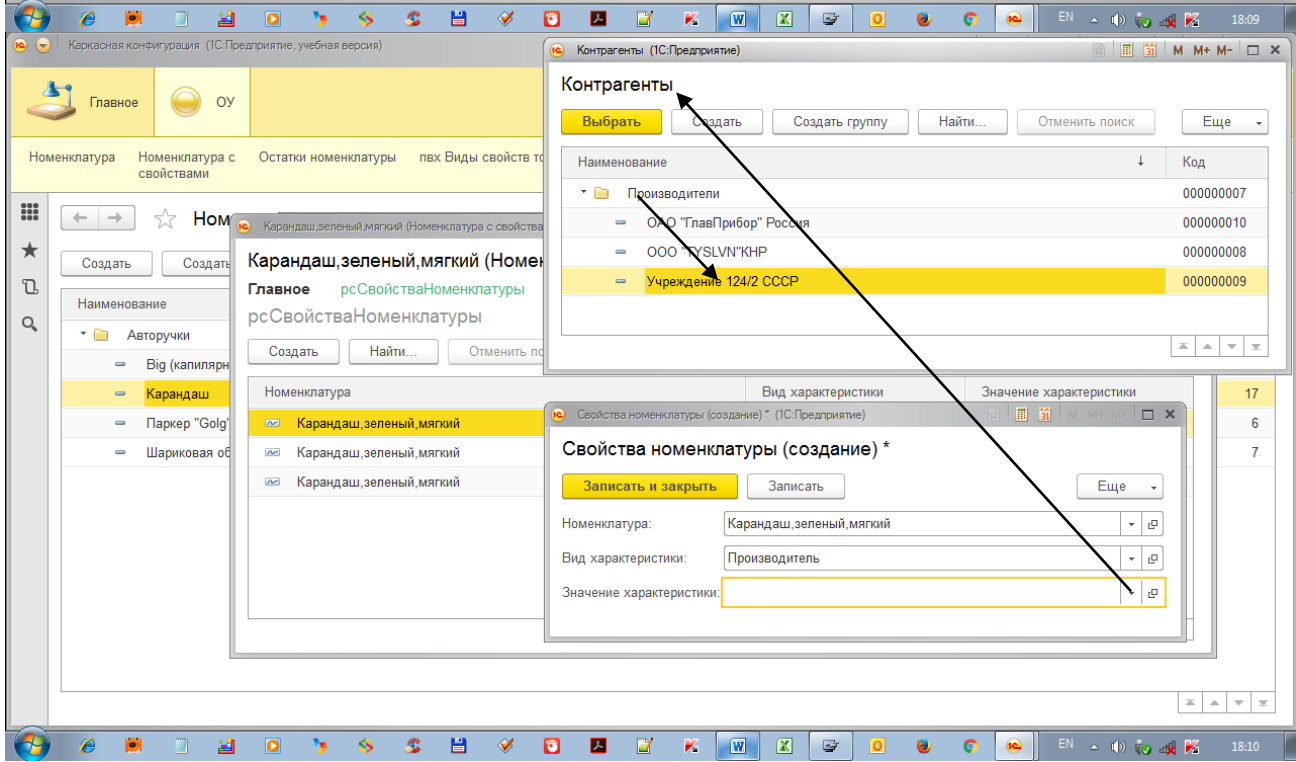 EN 18:09
Каркасная конфигурация (1С:Предприятие, учебная версия)
Главное ОУ
Номенклатура Номенклатура с свойствами Остатки номенклатуры пвх Виды свойств
Создать
Наименование
Авторучки
Big (капилярн
Карандаш 17
Паркер "Golg" 6
Шариковая об 7
Карандаш,зеленый,мягкий (Номенклатура с свойства
Карандаш,зеленый,мягкий (Номен
Главное рсСвойстваНоменклатуры
рсСвойстваНоменклатуры
Создать Найти... Отменить по
Номенклатура Вид характеристики Значение характеристики
Карандаш,зеленый,мягкий
Карандаш,зеленый,мягкий
Карандаш,зеленый,мягкий
Контрагенты (1С:Предприятие)
M M+ M-
Контрагенты
Выбрать Создать Создать группу Найти... Отменить поиск Еще
Наименование ↓ Код
Производители 000000007
ОАО "ГлавПрибор" Россия 000000010
ООО "TYSLVN"КНР 000000008
Учреждение 124/2 СССР 000000009
Свойства номенклатуры (создание) * (1С:Предприятие)
M M+ M-
Свойства номенклатуры (создание) *
Записать и закрыть Записать Еще
Номенклатура: Карандаш,зеленый,мягкий
Вид характеристики: Производитель
Значение характеристики:
EN 18:10